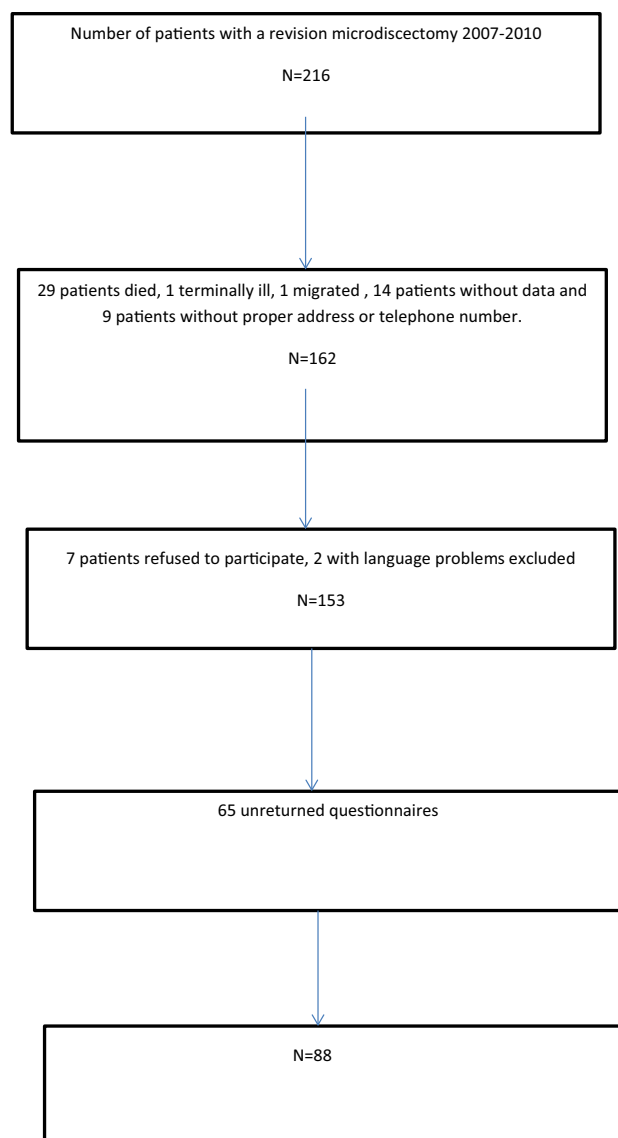 Number of patients with a revision microdiscectomy 2007-2010
N=216
29 patients died, 1 terminally ill, 1 migrated , 14 patients without data and
9 patients without proper address or telephone number.
N=162
7 patients refused to participate, 2 with language problems excluded
N=153
65 unreturned questionnaires
N=88